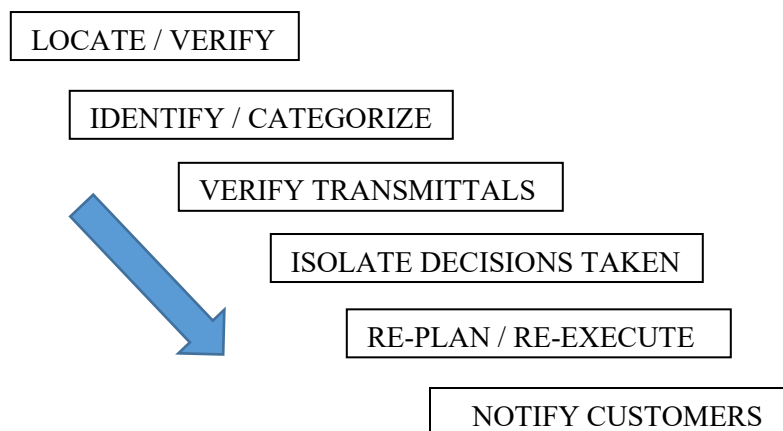 LOCATE / VERIFY
IDENTIFY / CATEGORIZE
VERIFY TRANSMITTALS
ISOLATE DECISIONS TAKEN
RE-PLAN / RE-EXECUTE
NOTIFY CUSTOMERS